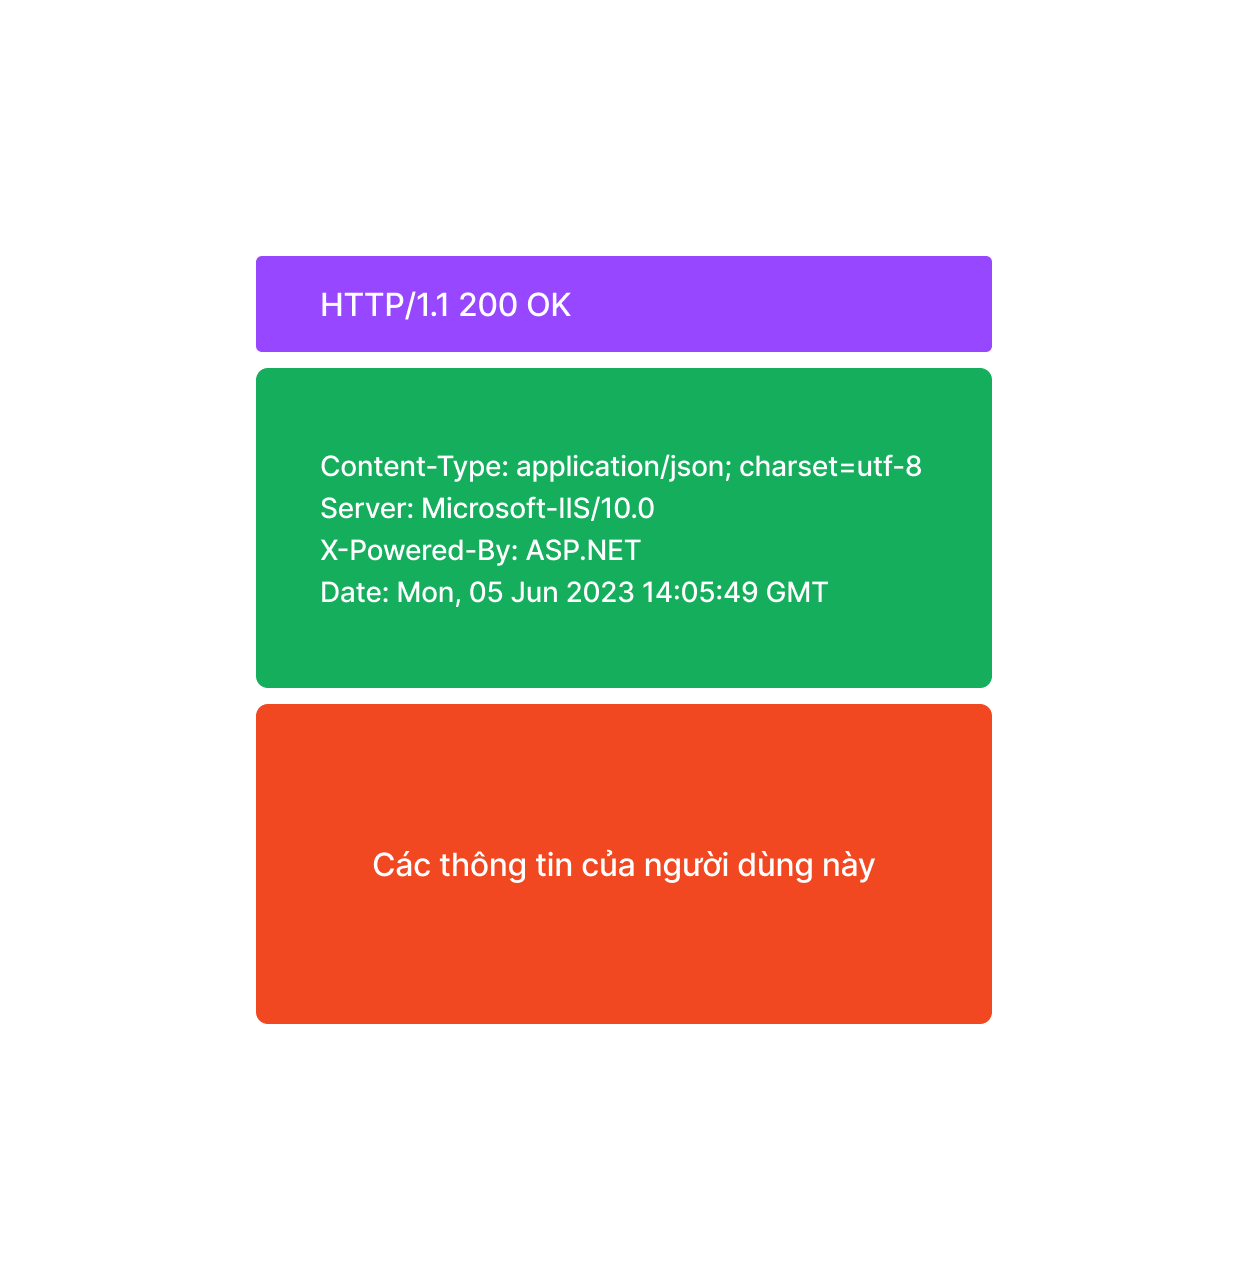 HTTP/1.1 200 OK
Content-Type: application/json; charset=utf-8
Server: Microsoft-IIS/10.0
X-Powered-By: ASP.NET
Date: Mon, 05 Jun 2023 14:05:49 GMT
Các thông tin của người dùng này